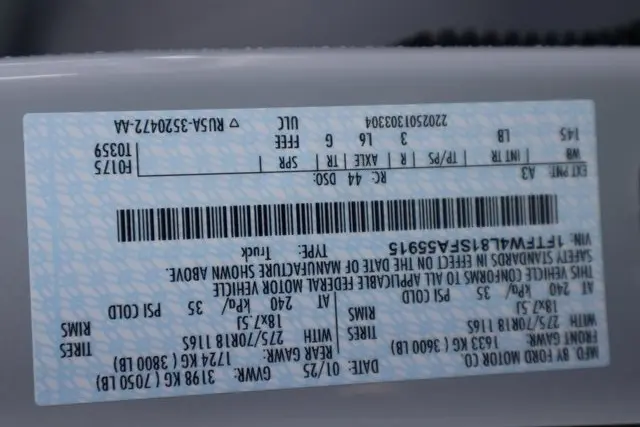 MFD BY FORD MOTOR CO.
DATE: 01/25 GVWR: 3198 KG ( 7050 LB)
FRONT GAWR: REAR GAWR:
1633 KG ( 3600 LB) 1724 KG ( 3800 LB)
WITH 275/70R18 116S TIRES WITH 275/70R18 116S TIRES
18x7.5J RIMS 18x7.5J RIMS
AT 240 kPa/ 35 PSI COLD AT 240 kPa/ 35 PSI COLD
THIS VEHICLE CONFORMS TO ALL APPLICABLE FEDERAL MOTOR VEHICLE
SAFETY STANDARDS IN EFFECT ON THE DATE OF MANUFACTURE SHOWN ABOVE.
VIN: 1FTFW4L81SFA55915
TYPE: Truck
EXT PNT: A3 RC: 44 DSO: F0175
WB INT TR TP/PS R AXLE TR SPR T0359
145 LB 3 L6 G FFEE
2202501303304 ULC ▽ RU5A-3520472-AA